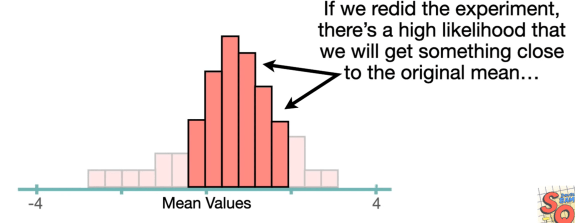 If we redid the experiment,
there's a high likelihood that
we will get something close
to the original mean...
-4
Mean Values
4